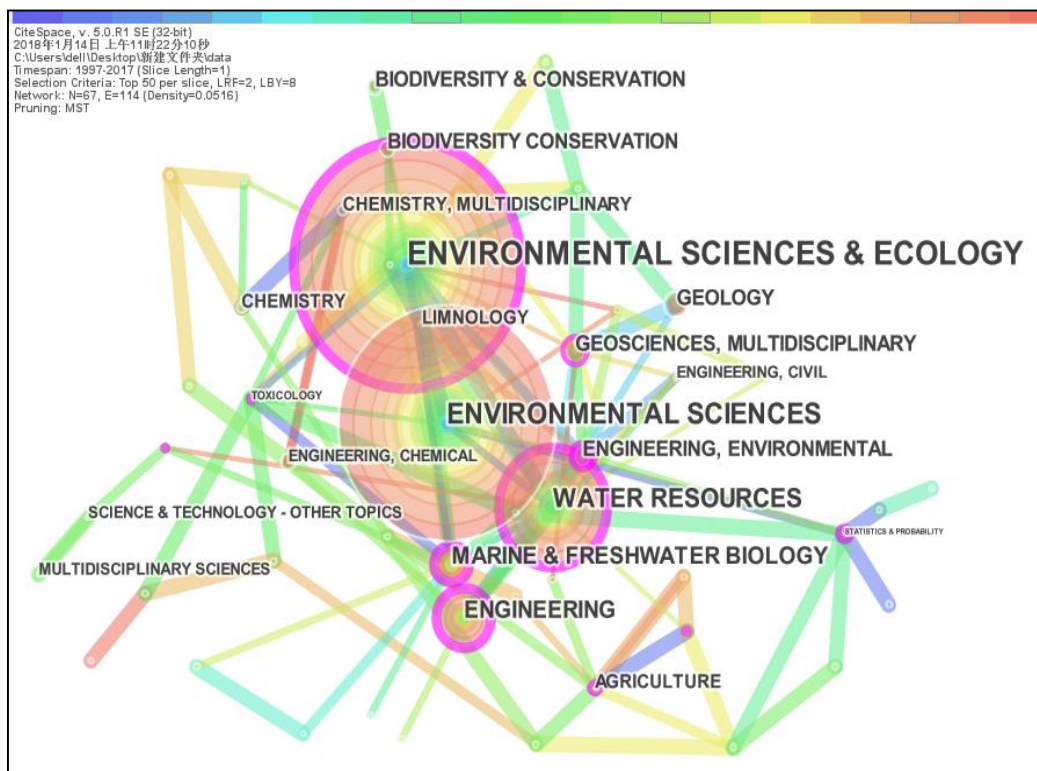 CiteSpace, v. 5.0.R1 SE (32-bit)
2018年1月14日 上午11时22分10秒
C:\Users\dell\Desktop\新建文件夹\data
Timespan: 1997-2017 (Slice Length=1)
Selection Criteria: Top 50 per slice, LRF=2, LBY=8
Network: N=67, E=114 (Density=0.0516)
Pruning: MST
BIODIVERSITY & CONSERVATION
BIODIVERSITY CONSERVATION
CHEMISTRY, MULTIDISCIPLINARY
ENVIRONMENTAL SCIENCES & ECOLOGY
CHEMISTRY
GEOLOGY
LIMNOLOGY
GEOSCIENCES, MULTIDISCIPLINARY
ENGINEERING, CIVIL
TOXICOLOGY
ENVIRONMENTAL SCIENCES
ENGINEERING, CHEMICAL
ENGINEERING, ENVIRONMENTAL
WATER RESOURCES
SCIENCE & TECHNOLOGY - OTHER TOPICS
STATISTICS & PROBABILITY
MARINE & FRESHWATER BIOLOGY
MULTIDISCIPLINARY SCIENCES
ENGINEERING
AGRICULTURE